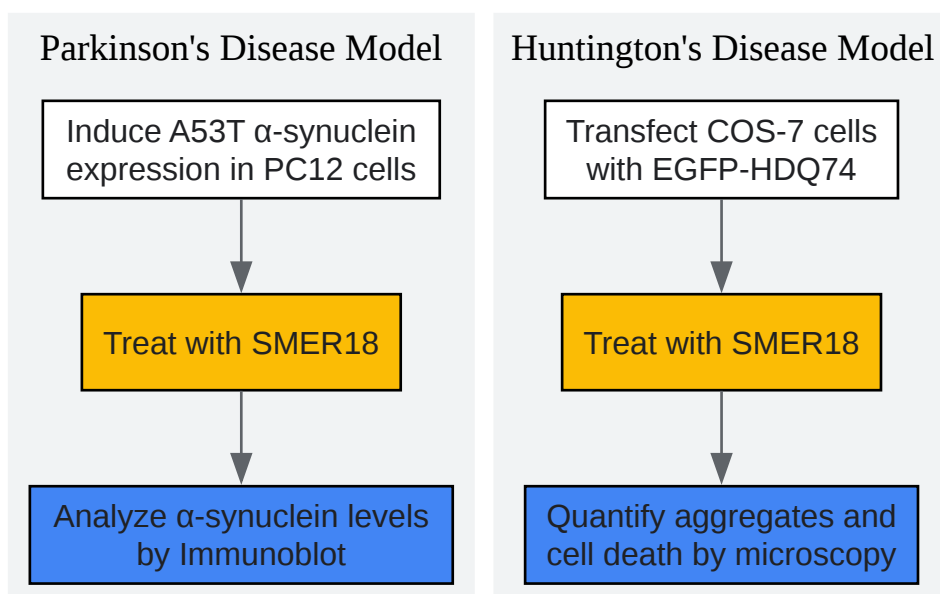 Parkinson's Disease Model
Induce A53T α-synuclein
expression in PC12 cells
Treat with SMER18
Analyze α-synuclein levels
by Immunoblot
Huntington's Disease Model
Transfect COS-7 cells
with EGFP-HDQ74
Treat with SMER18
Quantify aggregates and
cell death by microscopy